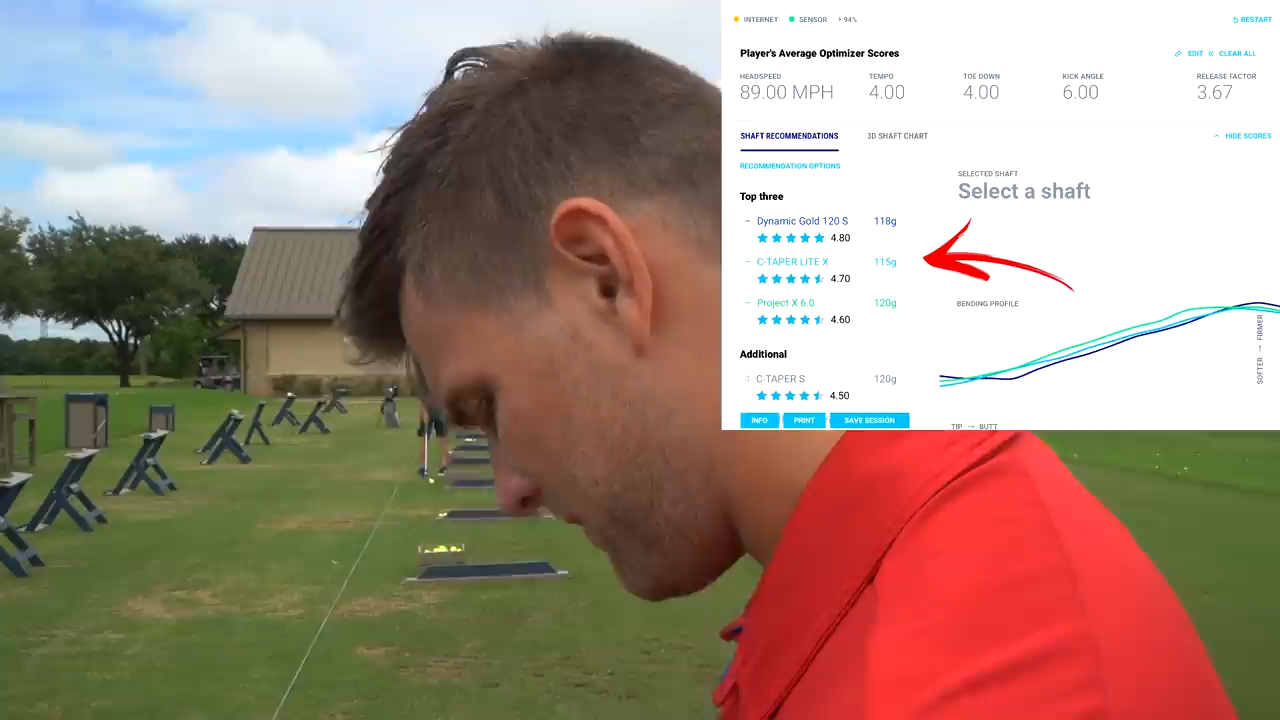 INTERNET SENSOR 94% RESTART
Player's Average Optimizer Scores EDIT CLEAR ALL
HEADSPEED TEMPO TOE DOWN KICK ANGLE RELEASE FACTOR
89.00 MPH 4.00 4.00 6.00 3.67
SHAFT RECOMMENDATIONS 3D SHAFT CHART HIDE SCORES
RECOMMENDATION OPTIONS
SELECTED SHAFT
Select a shaft
Top three
Dynamic Gold 120 S 118g
4.80
C-TAPER LITE X 115g
4.70
Project X 6.0 120g
4.60
Additional
C-TAPER S 120g
4.50
INFO PRINT SAVE SESSION
BENDING PROFILE
SOFTER → FIRMER
TIP → BUTT